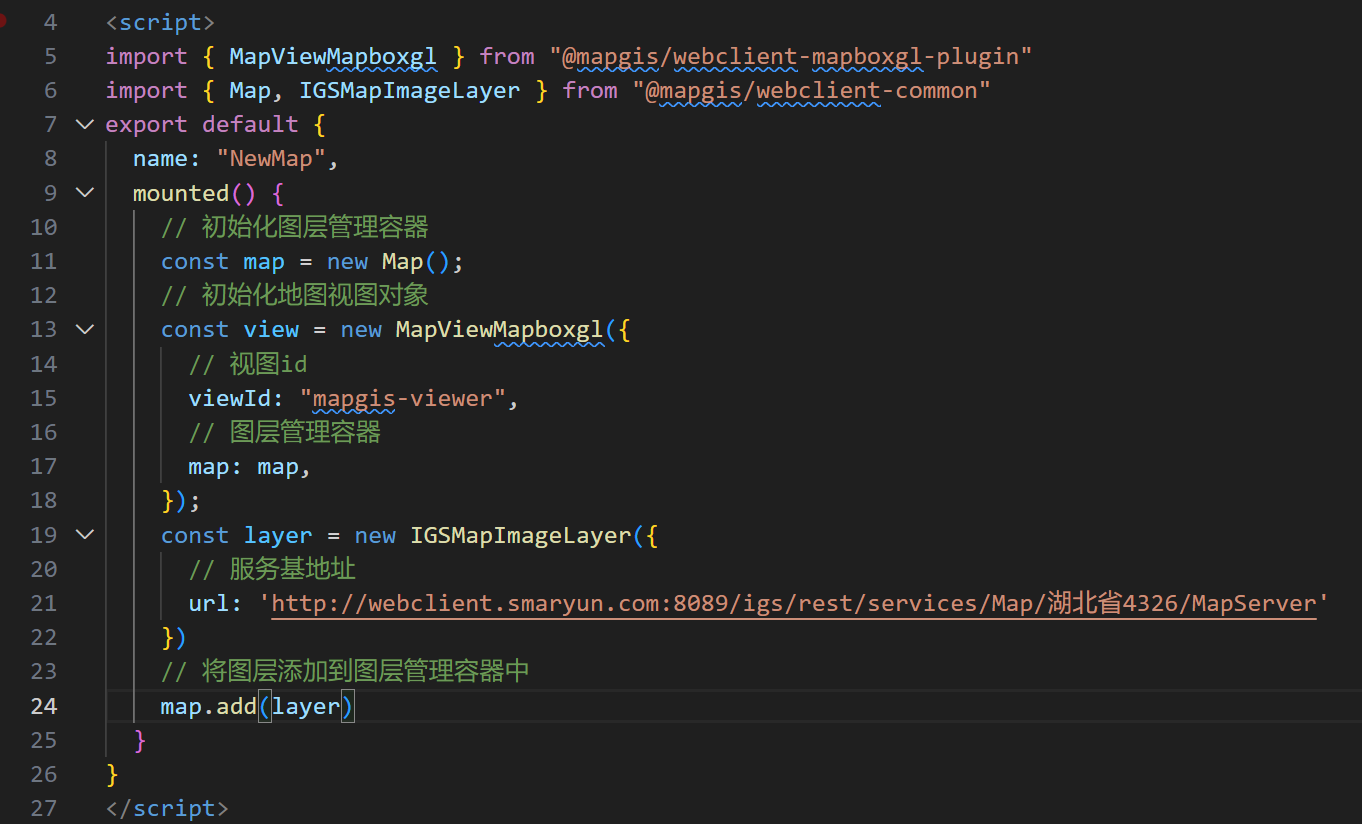 4 <script>
5 import { MapViewMapboxgl } from "@mapgis/webclient-mapboxgl-plugin"
6 import { Map, IGSMapImageLayer } from "@mapgis/webclient-common"
7 export default {
8 name: "NewMap",
9 mounted() {
10 // 初始化图层管理容器
11 const map = new Map();
12 // 初始化地图视图对象
13 const view = new MapViewMapboxgl({
14 // 视图id
15 viewId: "mapgis-viewer",
16 // 图层管理容器
17 map: map,
18 });
19 const layer = new IGSMapImageLayer({
20 // 服务基地址
21 url: 'http://webclient.smaryun.com:8089/igs/rest/services/Map/湖北省4326/MapServer'
22 })
23 // 将图层添加到图层管理容器中
24 map.add(layer)
25 }
26 }
27 </script>